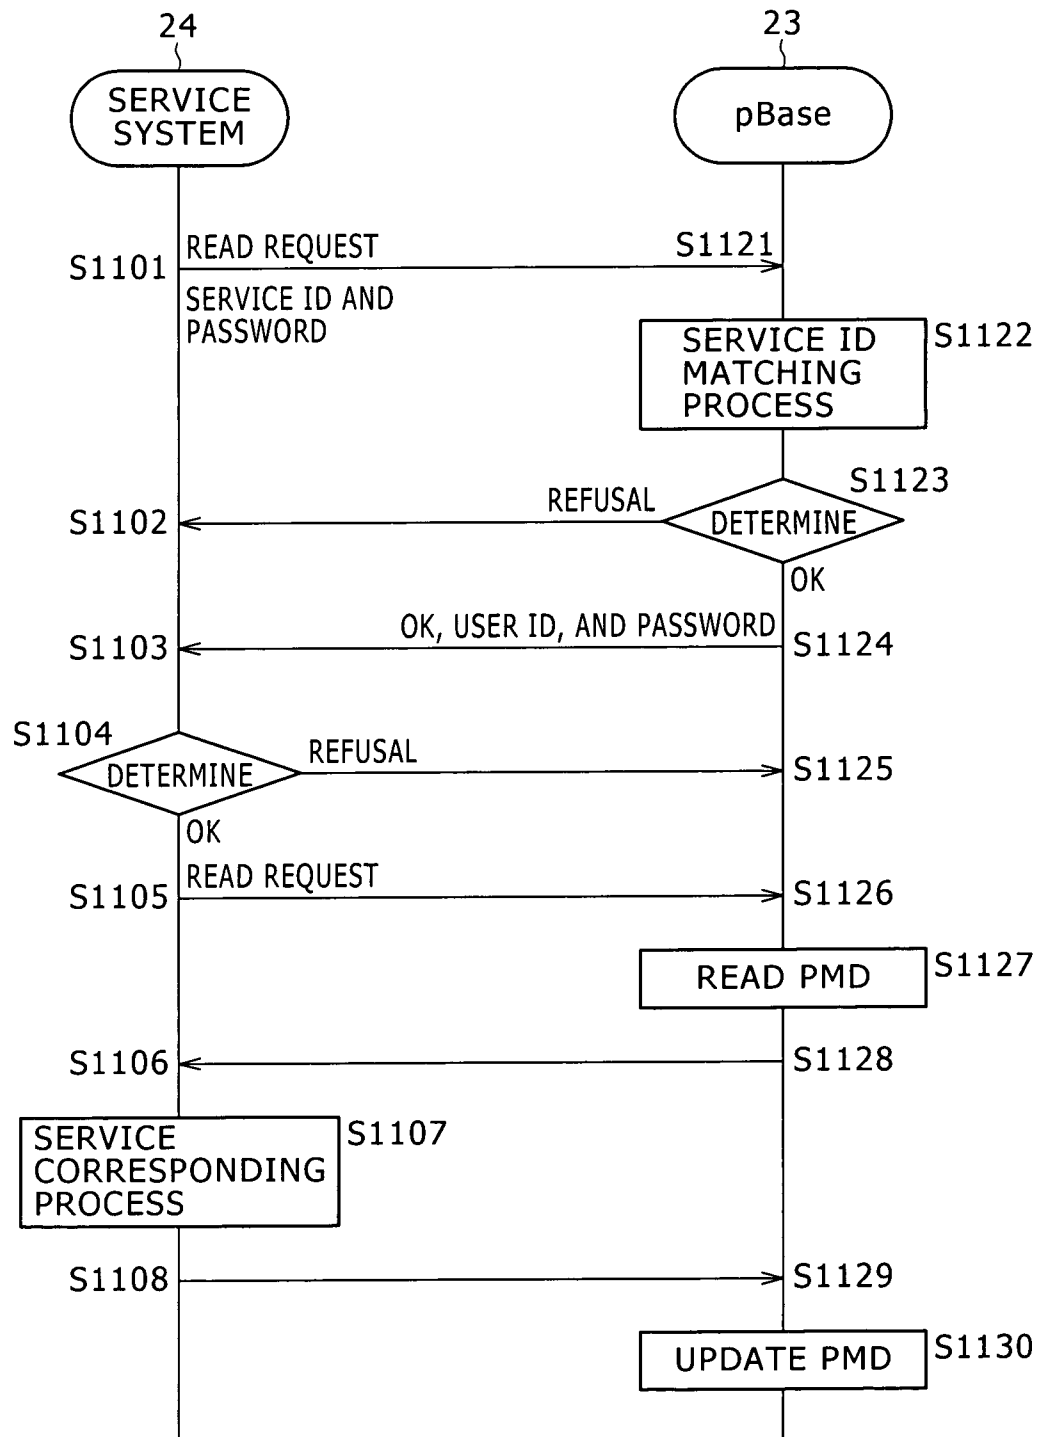 24
23
SERVICE
SYSTEM
pBase
READ REQUEST
S1121
S1101
SERVICE ID AND
PASSWORD
SERVICE ID
MATCHING
PROCESS
S1122
S1123
REFUSAL
S1102
DETERMINE
OK
OK, USER ID, AND PASSWORD
S1103
S1124
S1104
REFUSAL
DETERMINE
S1125
OK
READ REQUEST
S1105
S1126
READ PMD
S1127
S1106
S1128
SERVICE
CORRESPONDING
PROCESS
S1107
S1108
S1129
UPDATE PMD
S1130